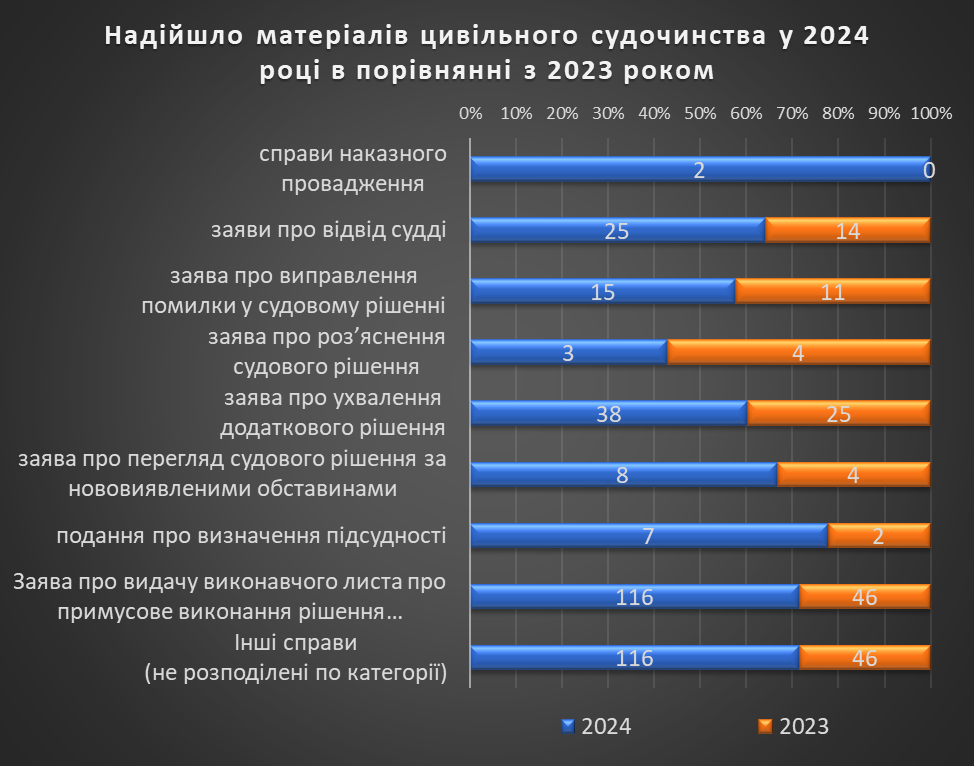 Надійшло матеріалів цивільного судочинства у 2024
році в порівнянні з 2023 роком
0% 10% 20% 30% 40% 50% 60% 70% 80% 90% 100%
справи наказного
провадження
2 0
заяви про відвід судді
25 14
заява про виправлення
помилки у судовому рішенні
15 11
заява про роз’яснення
судового рішення
3 4
заява про ухвалення
додаткового рішення
38 25
заява про перегляд судового рішення за
нововиявленими обставинами
8 4
подання про визначення підсудності
7 2
Заява про видачу виконавчого листа про
примусове виконання рішення...
116 46
Інші справи
(не розподілені по категорії)
116 46
2024 2023